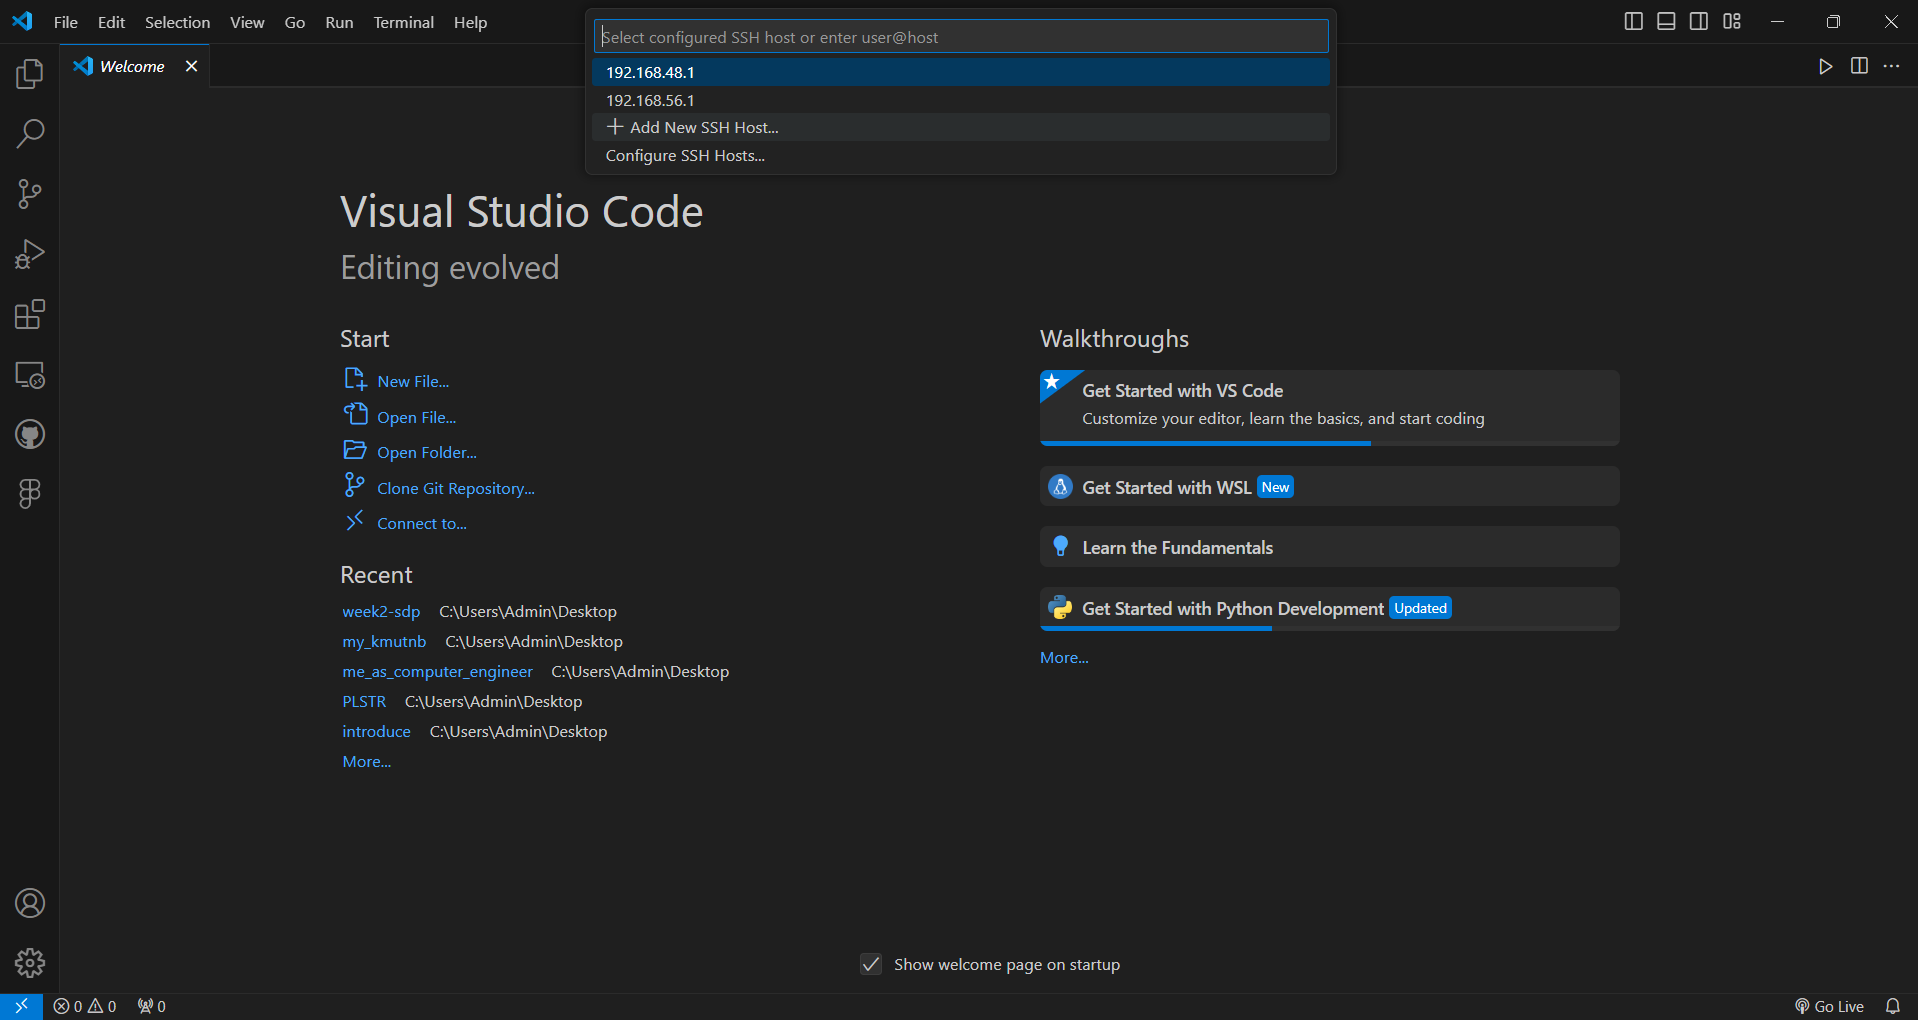 File Edit Selection View Go Run Terminal Help
Select configured SSH host or enter user@host
192.168.48.1
192.168.56.1
Add New SSH Host...
Configure SSH Hosts...
Welcome
Visual Studio Code
Editing evolved
Start
New File...
Open File...
Open Folder...
Clone Git Repository...
Connect to...
Recent
week2-sdp C:\Users\Admin\Desktop
my_kmutnb C:\Users\Admin\Desktop
me_as_computer_engineer C:\Users\Admin\Desktop
PLSTR C:\Users\Admin\Desktop
introduce C:\Users\Admin\Desktop
More...
Walkthroughs
Get Started with VS Code
Customize your editor, learn the basics, and start coding
Get Started with WSL New
Learn the Fundamentals
Get Started with Python Development Updated
More...
Show welcome page on startup
0 0 0
Go Live